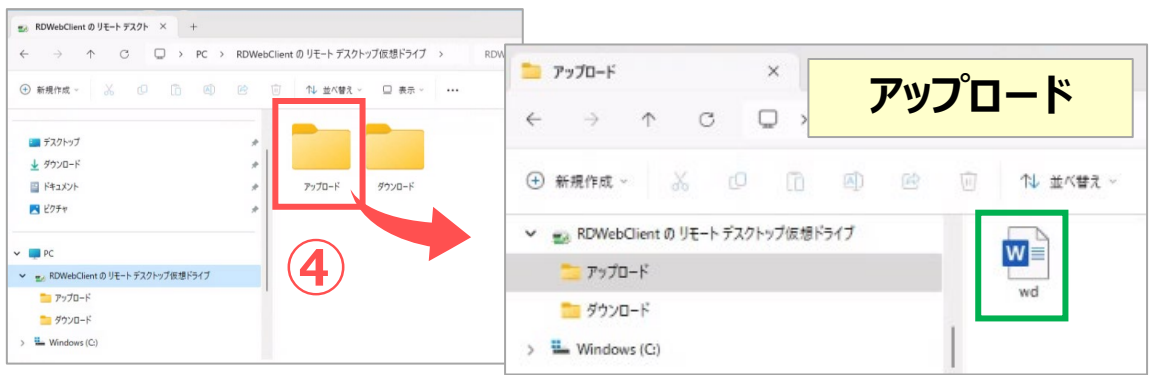 RDWebClient の リモート デスクト
PC > RDWebClient の リモート デスクトップ仮想ドライブ >
RDW
新規作成
並べ替え
表示
デスクトップ
ダウンロード
ドキュメント
ピクチャ
PC
RDWebClient の リモート デスクトップ仮想ドライブ
アップロード
ダウンロード
Windows (C:)
アップロード
ダウンロード
④
アップロード
アップロード
新規作成
並べ替え
RDWebClient の リモート デスクトップ仮想ドライブ
アップロード
ダウンロード
Windows (C:)
W
wd